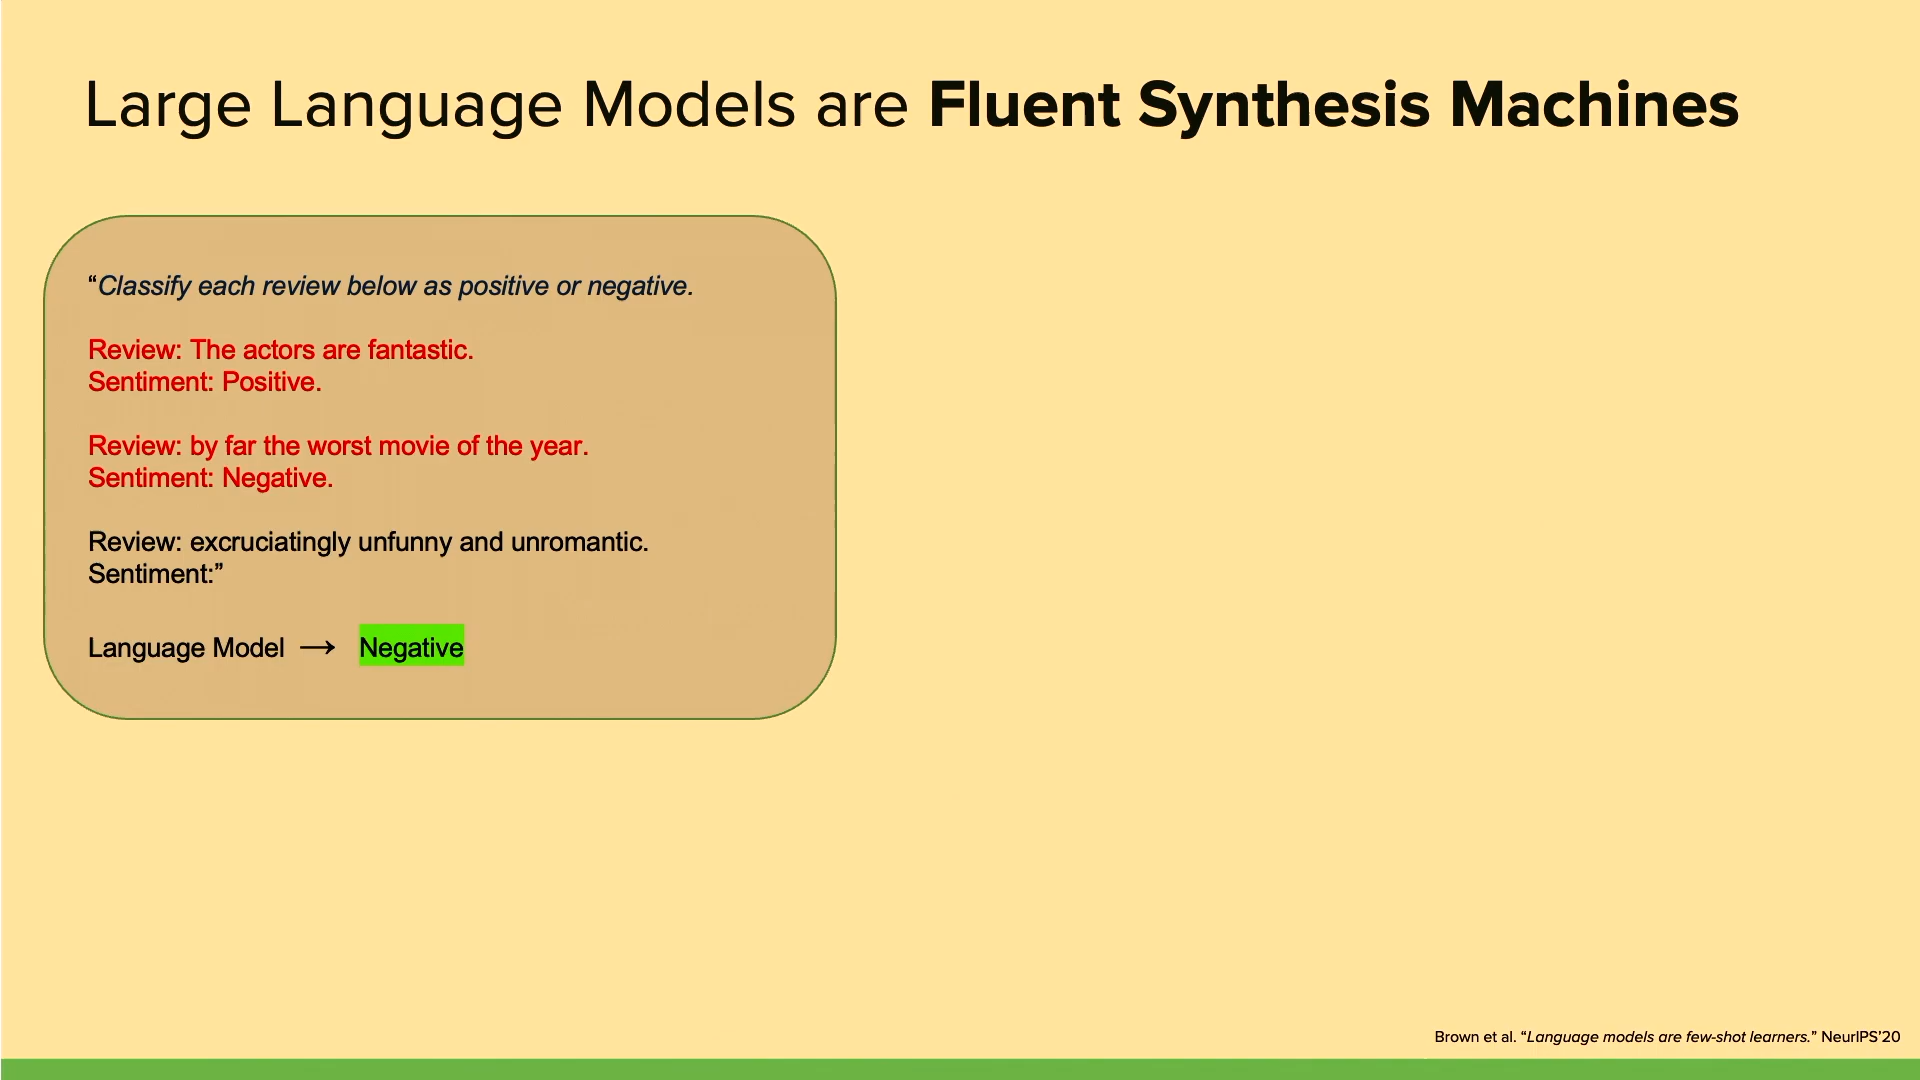 Large Language Models are Fluent Synthesis Machines
“Classify each review below as positive or negative.
Review: The actors are fantastic.
Sentiment: Positive.
Review: by far the worst movie of the year.
Sentiment: Negative.
Review: excruciatingly unfunny and unromantic.
Sentiment:”
Language Model → Negative
Brown et al. “Language models are few-shot learners.” NeurIPS’20